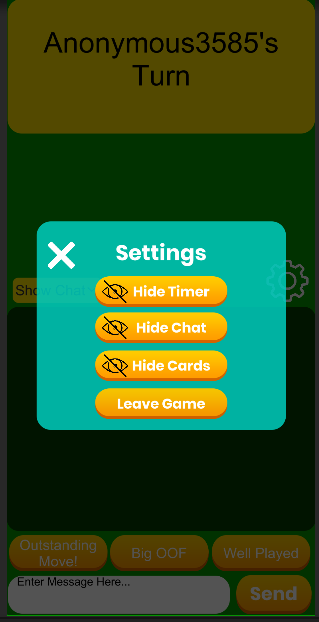 Anonymous3585's
Turn
Settings
Hide Timer
Show Chat
Hide Chat
Hide Cards
Leave Game
Outstanding
Move!
Big OOF
Well Played
Enter Message Here...
Send